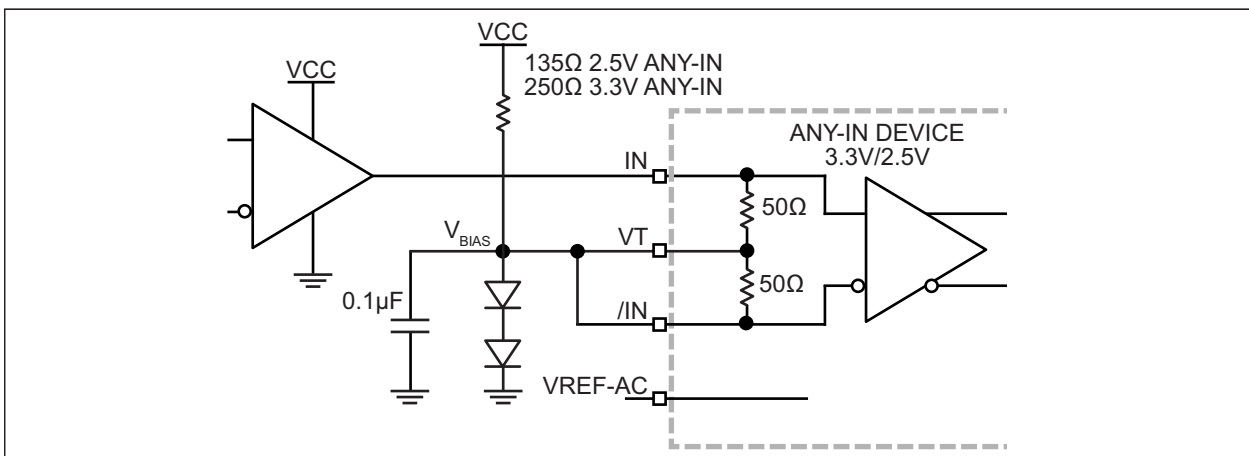 VCC
135Ω 2.5V ANY-IN
250Ω 3.3V ANY-IN
VCC
ANY-IN DEVICE
3.3V/2.5V
IN
50Ω
VBIAS
VT
50Ω
0.1µF
/IN
VREF-AC